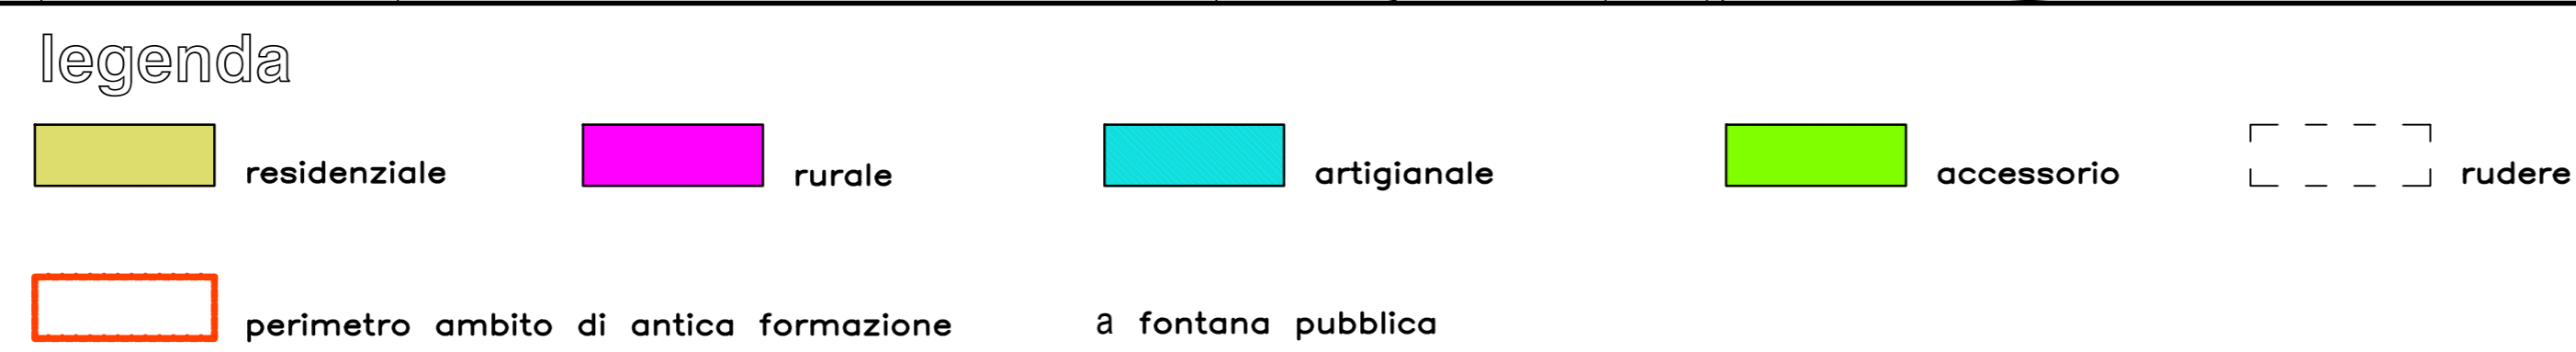 legenda
residenziale rurale artigianale accessorio rudere
perimetro ambito di antica formazione a fontana pubblica